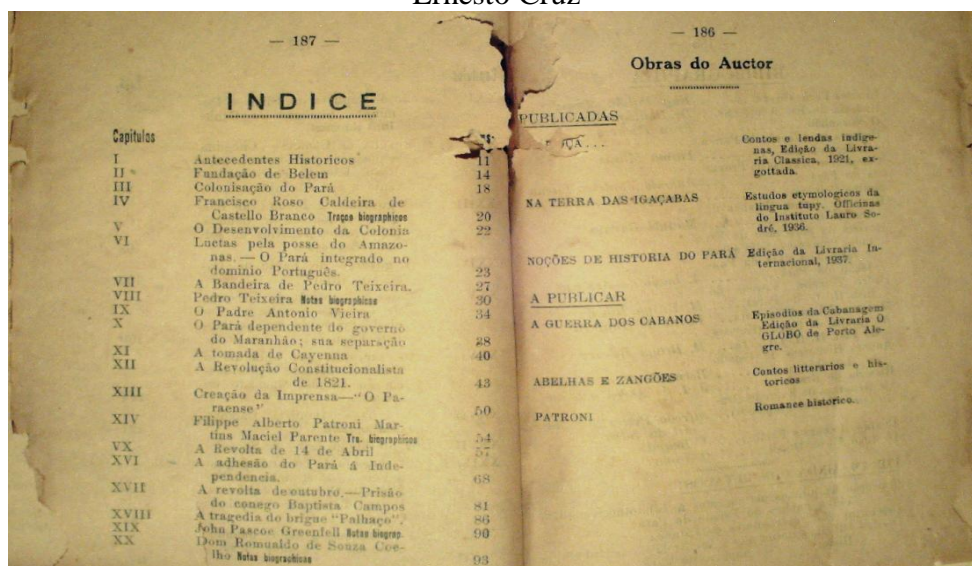 Ernesto Cruz
— 187 —
INDICE
Capitulos
I Antecedentes Historicos 11
II Fundação de Belem 14
III Colonisação do Pará 18
IV Francisco Roso Caldeira de
Castello Branco Traços biographicos 20
V O Desenvolvimento da Colonia 22
VI Luctas pela posse do Amazo-
nas. — O Pará integrado no
dominio Português. 23
VII A Bandeira de Pedro Teixeira. 27
VIII Pedro Teixeira Notas biographicas 30
IX O Padre Antonio Vieira 34
X O Pará dependente do governo
do Maranhão; sua separação 38
XI A tomada de Cayenna 40
XII A Revolução Constitucionalista
de 1821. 43
XIII Creação da Imprensa—"O Pa-
raense" 50
XIV Filippe Alberto Patroni Mar-
tins Maciel Parente Trs. biographicos 54
VX A Revolta de 14 de Abril 57
XVI A adhesão do Pará á Inde-
pendencia. 68
XVII A revolta de outubro.—Prisão
do conego Baptista Campos 81
XVIII A tragedia do brigue "Palhaço". 86
XIX John Pascoe Greenfell Notas biograp. 90
XX Dom Romualdo de Souza Coe-
lho Notas biographicas 93
— 186 —
Obras do Auctor
PUBLICADAS
Contos e lendas indige-
nas, Edição da Livra-
ria Classica, 1921, ex-
gottada.
NA TERRA DAS IGAÇABAS Estudos etymologicos da
lingua tupy. Officinas
do Instituto Lauro So-
dré, 1936.
NOÇÕES DE HISTORIA DO PARÁ Edição da Livraria In-
ternacional, 1937.
A PUBLICAR
A GUERRA DOS CABANOS Episodios da Cabanagem
Edição da Livraria O
GLOBO de Porto Ale-
gre.
ABELHAS E ZANGÕES Contos litterarios e his-
toricos
PATRONI Romance historico.